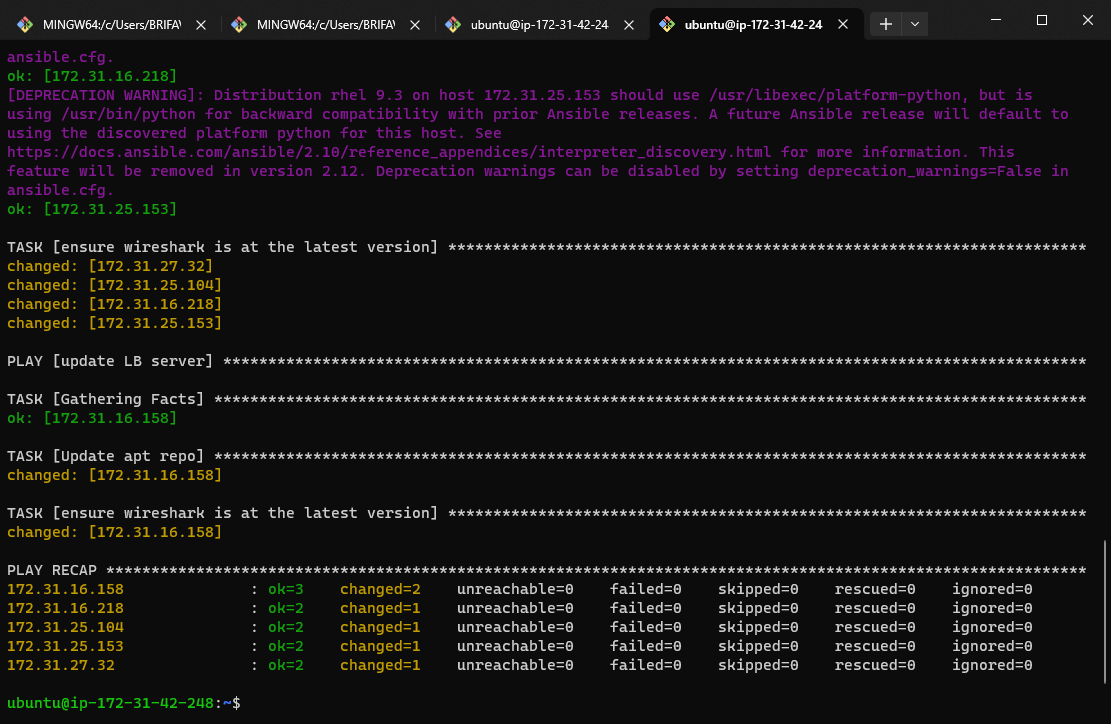 MINGW64:/c/Users/BRIFAV
MINGW64:/c/Users/BRIFAV
ubuntu@ip-172-31-42-24
ubuntu@ip-172-31-42-24
ansible.cfg.
ok: [172.31.16.218]
[DEPRECATION WARNING]: Distribution rhel 9.3 on host 172.31.25.153 should use /usr/libexec/platform-python, but is
using /usr/bin/python for backward compatibility with prior Ansible releases. A future Ansible release will default to
using the discovered platform python for this host. See
https://docs.ansible.com/ansible/2.10/reference_appendices/interpreter_discovery.html for more information. This
feature will be removed in version 2.12. Deprecation warnings can be disabled by setting deprecation_warnings=False in
ansible.cfg.
ok: [172.31.25.153]
TASK [ensure wireshark is at the latest version] ***********************************************************************
changed: [172.31.27.32]
changed: [172.31.25.104]
changed: [172.31.16.218]
changed: [172.31.25.153]
PLAY [update LB server] ************************************************************************************************
TASK [Gathering Facts] *************************************************************************************************
ok: [172.31.16.158]
TASK [Update apt repo] *************************************************************************************************
changed: [172.31.16.158]
TASK [ensure wireshark is at the latest version] ***********************************************************************
changed: [172.31.16.158]
PLAY RECAP *************************************************************************************************************
172.31.16.158              : ok=3    changed=2    unreachable=0    failed=0    skipped=0    rescued=0    ignored=0
172.31.16.218              : ok=2    changed=1    unreachable=0    failed=0    skipped=0    rescued=0    ignored=0
172.31.25.104              : ok=2    changed=1    unreachable=0    failed=0    skipped=0    rescued=0    ignored=0
172.31.25.153              : ok=2    changed=1    unreachable=0    failed=0    skipped=0    rescued=0    ignored=0
172.31.27.32               : ok=2    changed=1    unreachable=0    failed=0    skipped=0    rescued=0    ignored=0
ubuntu@ip-172-31-42-248:~$